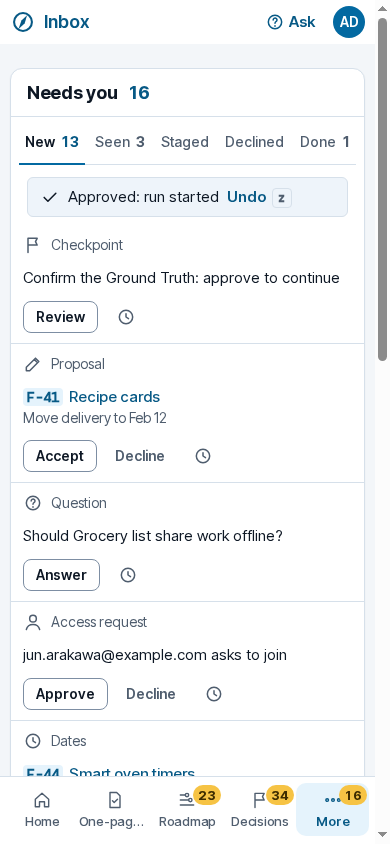 Inbox
Ask
AD
Needs you 16
New 13 Seen 3 Staged Declined Done 1
Approved: run started Undo z
Checkpoint
Confirm the Ground Truth: approve to continue
Review
Proposal
F-41 Recipe cards
Move delivery to Feb 12
Accept Decline
Question
Should Grocery list share work offline?
Answer
Access request
jun.arakawa@example.com asks to join
Approve Decline
Dates
F-44 Smart oven timers
23 34 16
Home One-pag… Roadmap Decisions More